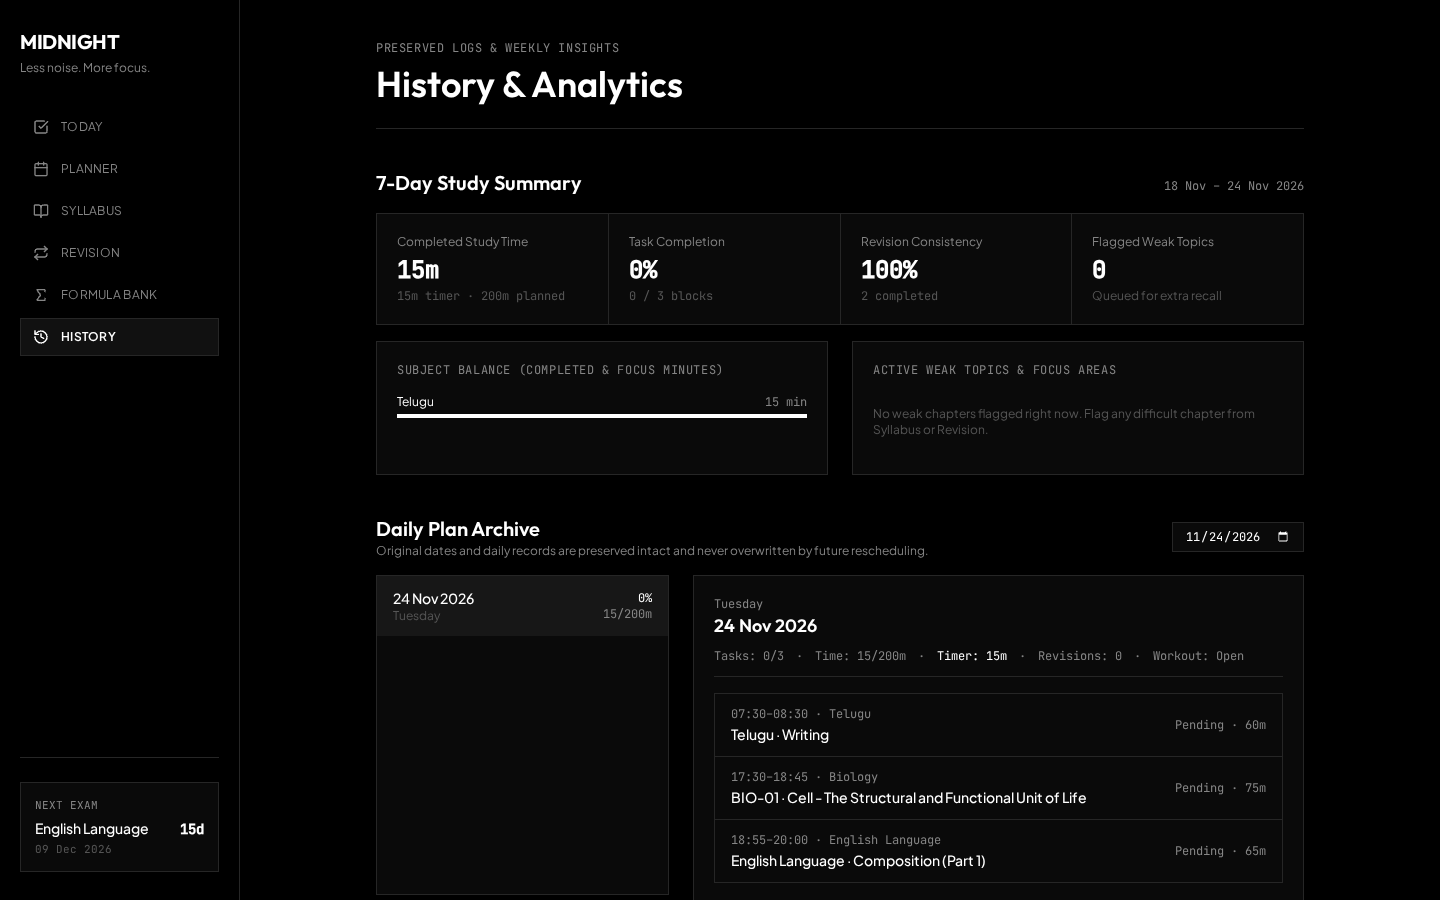 MIDNIGHT
Less noise. More focus.
TODAY
PLANNER
SYLLABUS
REVISION
FORMULA BANK
HISTORY
NEXT EXAM
English Language 15d
09 Dec 2026
PRESERVED LOGS & WEEKLY INSIGHTS
History & Analytics
7-Day Study Summary
18 Nov – 24 Nov 2026
Completed Study Time
15m
15m timer · 200m planned
Task Completion
0%
0 / 3 blocks
Revision Consistency
100%
2 completed
Flagged Weak Topics
0
Queued for extra recall
SUBJECT BALANCE (COMPLETED & FOCUS MINUTES)
Telugu 15 min
ACTIVE WEAK TOPICS & FOCUS AREAS
No weak chapters flagged right now. Flag any difficult chapter from
Syllabus or Revision.
Daily Plan Archive
Original dates and daily records are preserved intact and never overwritten by future rescheduling.
11/24/2026
24 Nov 2026 0%
Tuesday 15/200m
Tuesday
24 Nov 2026
Tasks: 0/3 · Time: 15/200m · Timer: 15m · Revisions: 0 · Workout: Open
07:30–08:30 · Telugu
Telugu · Writing
Pending · 60m
17:30–18:45 · Biology
BIO-01 · Cell - The Structural and Functional Unit of Life
Pending · 75m
18:55–20:00 · English Language
English Language · Composition (Part 1)
Pending · 65m